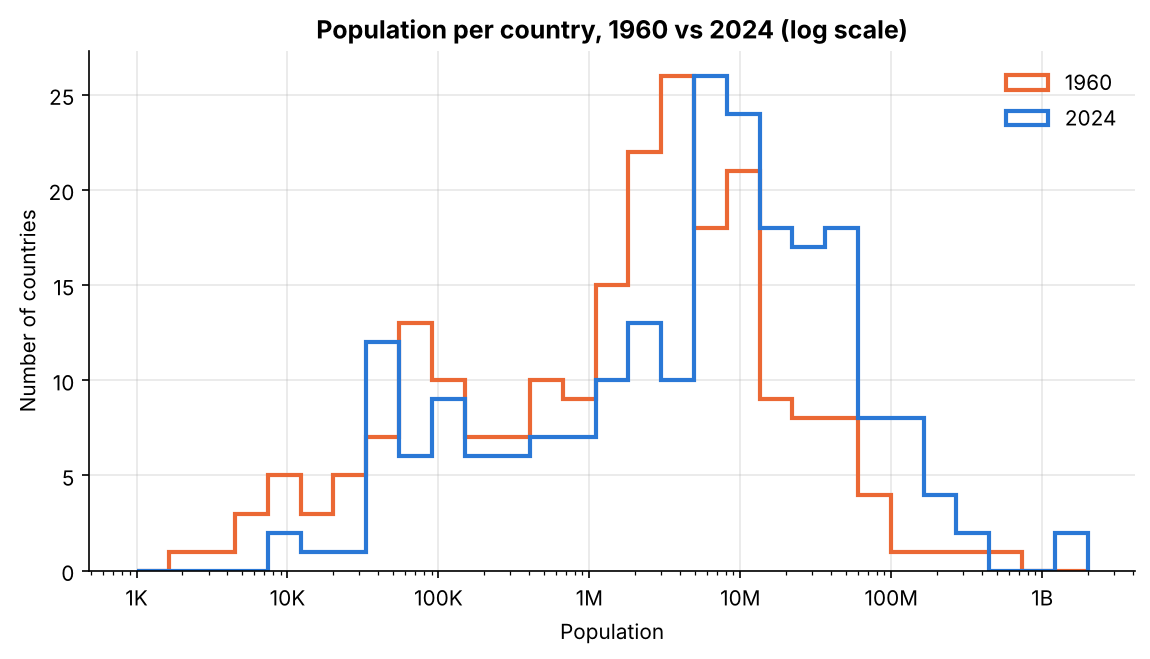 Population per country, 1960 vs 2024 (log scale)
1960
2024
Number of countries
25
20
15
10
5
0
1K 10K 100K 1M 10M 100M 1B
Population